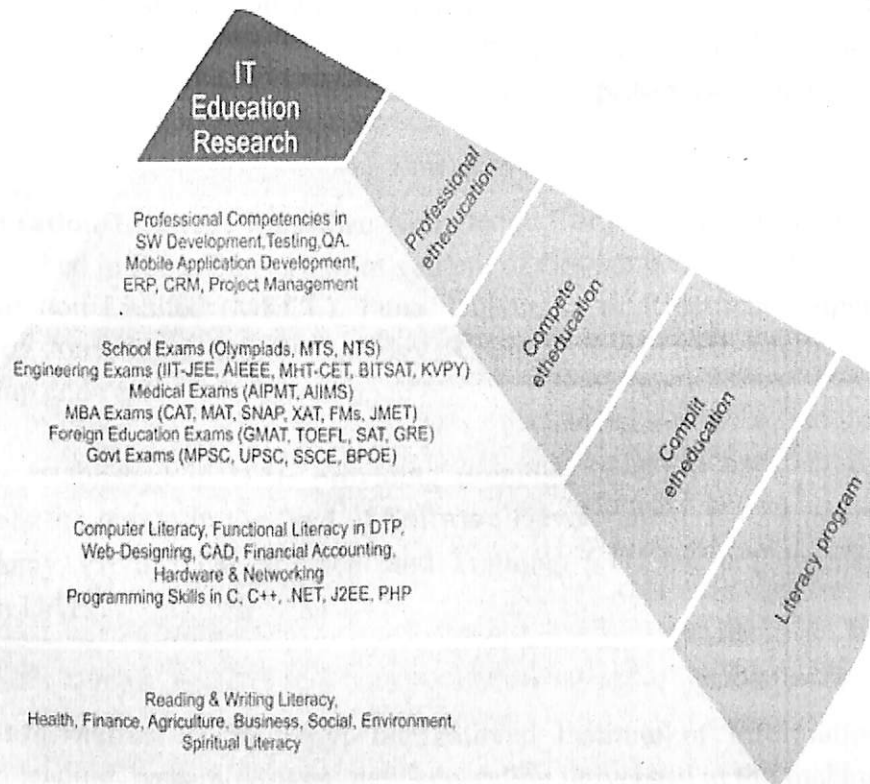 IT
Education
Research
Professional
etheducation
Professional Competencies in
SW Development,Testing,QA.
Mobile Application Development,
ERP, CRM, Project Management
Compete
etheducation
School Exams (Olympiads, MTS, NTS)
Engineering Exams (IIT-JEE, AIEEE, MHT-CET, BITSAT, KVPY)
Medical Exams (AIPMT, AIIMS)
MBA Exams (CAT, MAT, SNAP, XAT, FMs, JMET)
Foreign Education Exams (GMAT, TOEFL, SAT, GRE)
Govt Exams (MPSC, UPSC, SSCE, BPOE)
Complit
etheducation
Computer Literacy, Functional Literacy in DTP,
Web-Designing, CAD, Financial Accounting,
Hardware & Networking
Programming Skills in C, C++, .NET, J2EE, PHP
Literacy program
Reading & Writing Literacy,
Health, Finance, Agriculture, Business, Social, Environment,
Spiritual Literacy